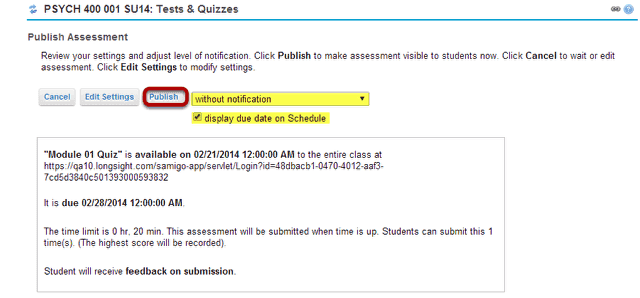 PSYCH 400 001 SU14: Tests & Quizzes
Publish Assessment
Review your settings and adjust level of notification. Click Publish to make assessment visible to students now. Click Cancel to wait or edit
assessment. Click Edit Settings to modify settings.
Cancel Edit Settings Publish without notification
display due date on Schedule
"Module 01 Quiz" is available on 02/21/2014 12:00:00 AM to the entire class at
https://qa10.longsight.com/samigo-app/servlet/Login?id=48dbacb1-0470-4012-aaf3-
7cd5d3840c501393000593832
It is due 02/28/2014 12:00:00 AM.
The time limit is 0 hr, 20 min. This assessment will be submitted when time is up. Students can submit this 1
time(s). (The highest score will be recorded).
Student will receive feedback on submission.